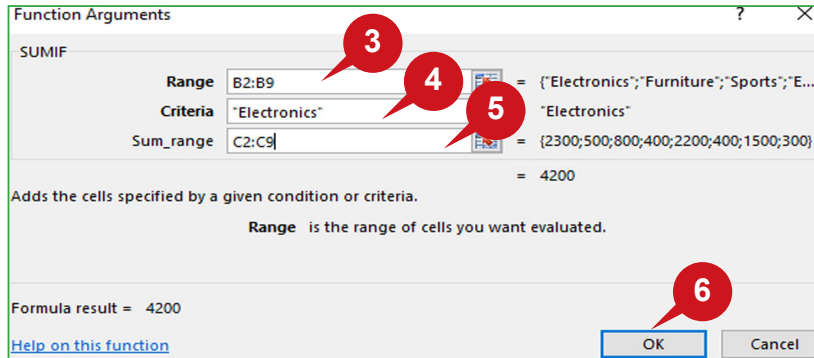 Function Arguments ? X
SUMIF
3
Range B2:B9 = {"Electronics";"Furniture";"Sports";"E...
4
Criteria "Electronics" "Electronics"
5
Sum_range C2:C9 = {2300;500;800;400;2200;400;1500;300}
= 4200
Adds the cells specified by a given condition or criteria.
Range is the range of cells you want evaluated.
6
Formula result = 4200
Help on this function OK Cancel